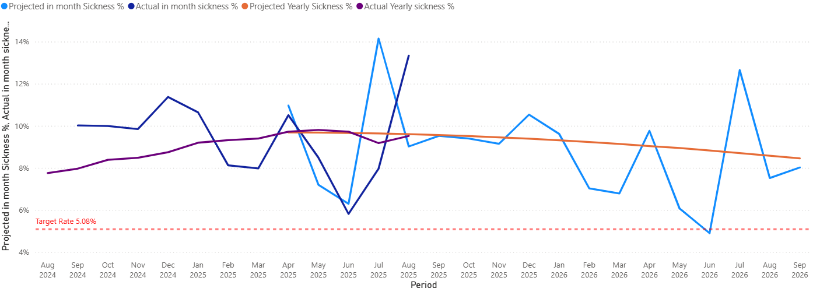 Projected in month Sickness % Actual in month sickness % Projected Yearly Sickness % Actual Yearly sickness %
Projected in month Sickness %, Actual in month sickne...
14%
12%
10%
8%
6%
4%
Target Rate 5.08%
Aug Sep Oct Nov Dec Jan Feb Mar Apr May Jun Jul Aug Sep Oct Nov Dec Jan Feb Mar Apr May Jun Jul Aug Sep
2024 2024 2024 2024 2024 2025 2025 2025 2025 2025 2025 2025 2025 2025 2025 2025 2025 2026 2026 2026 2026 2026 2026 2026 2026 2026
Period